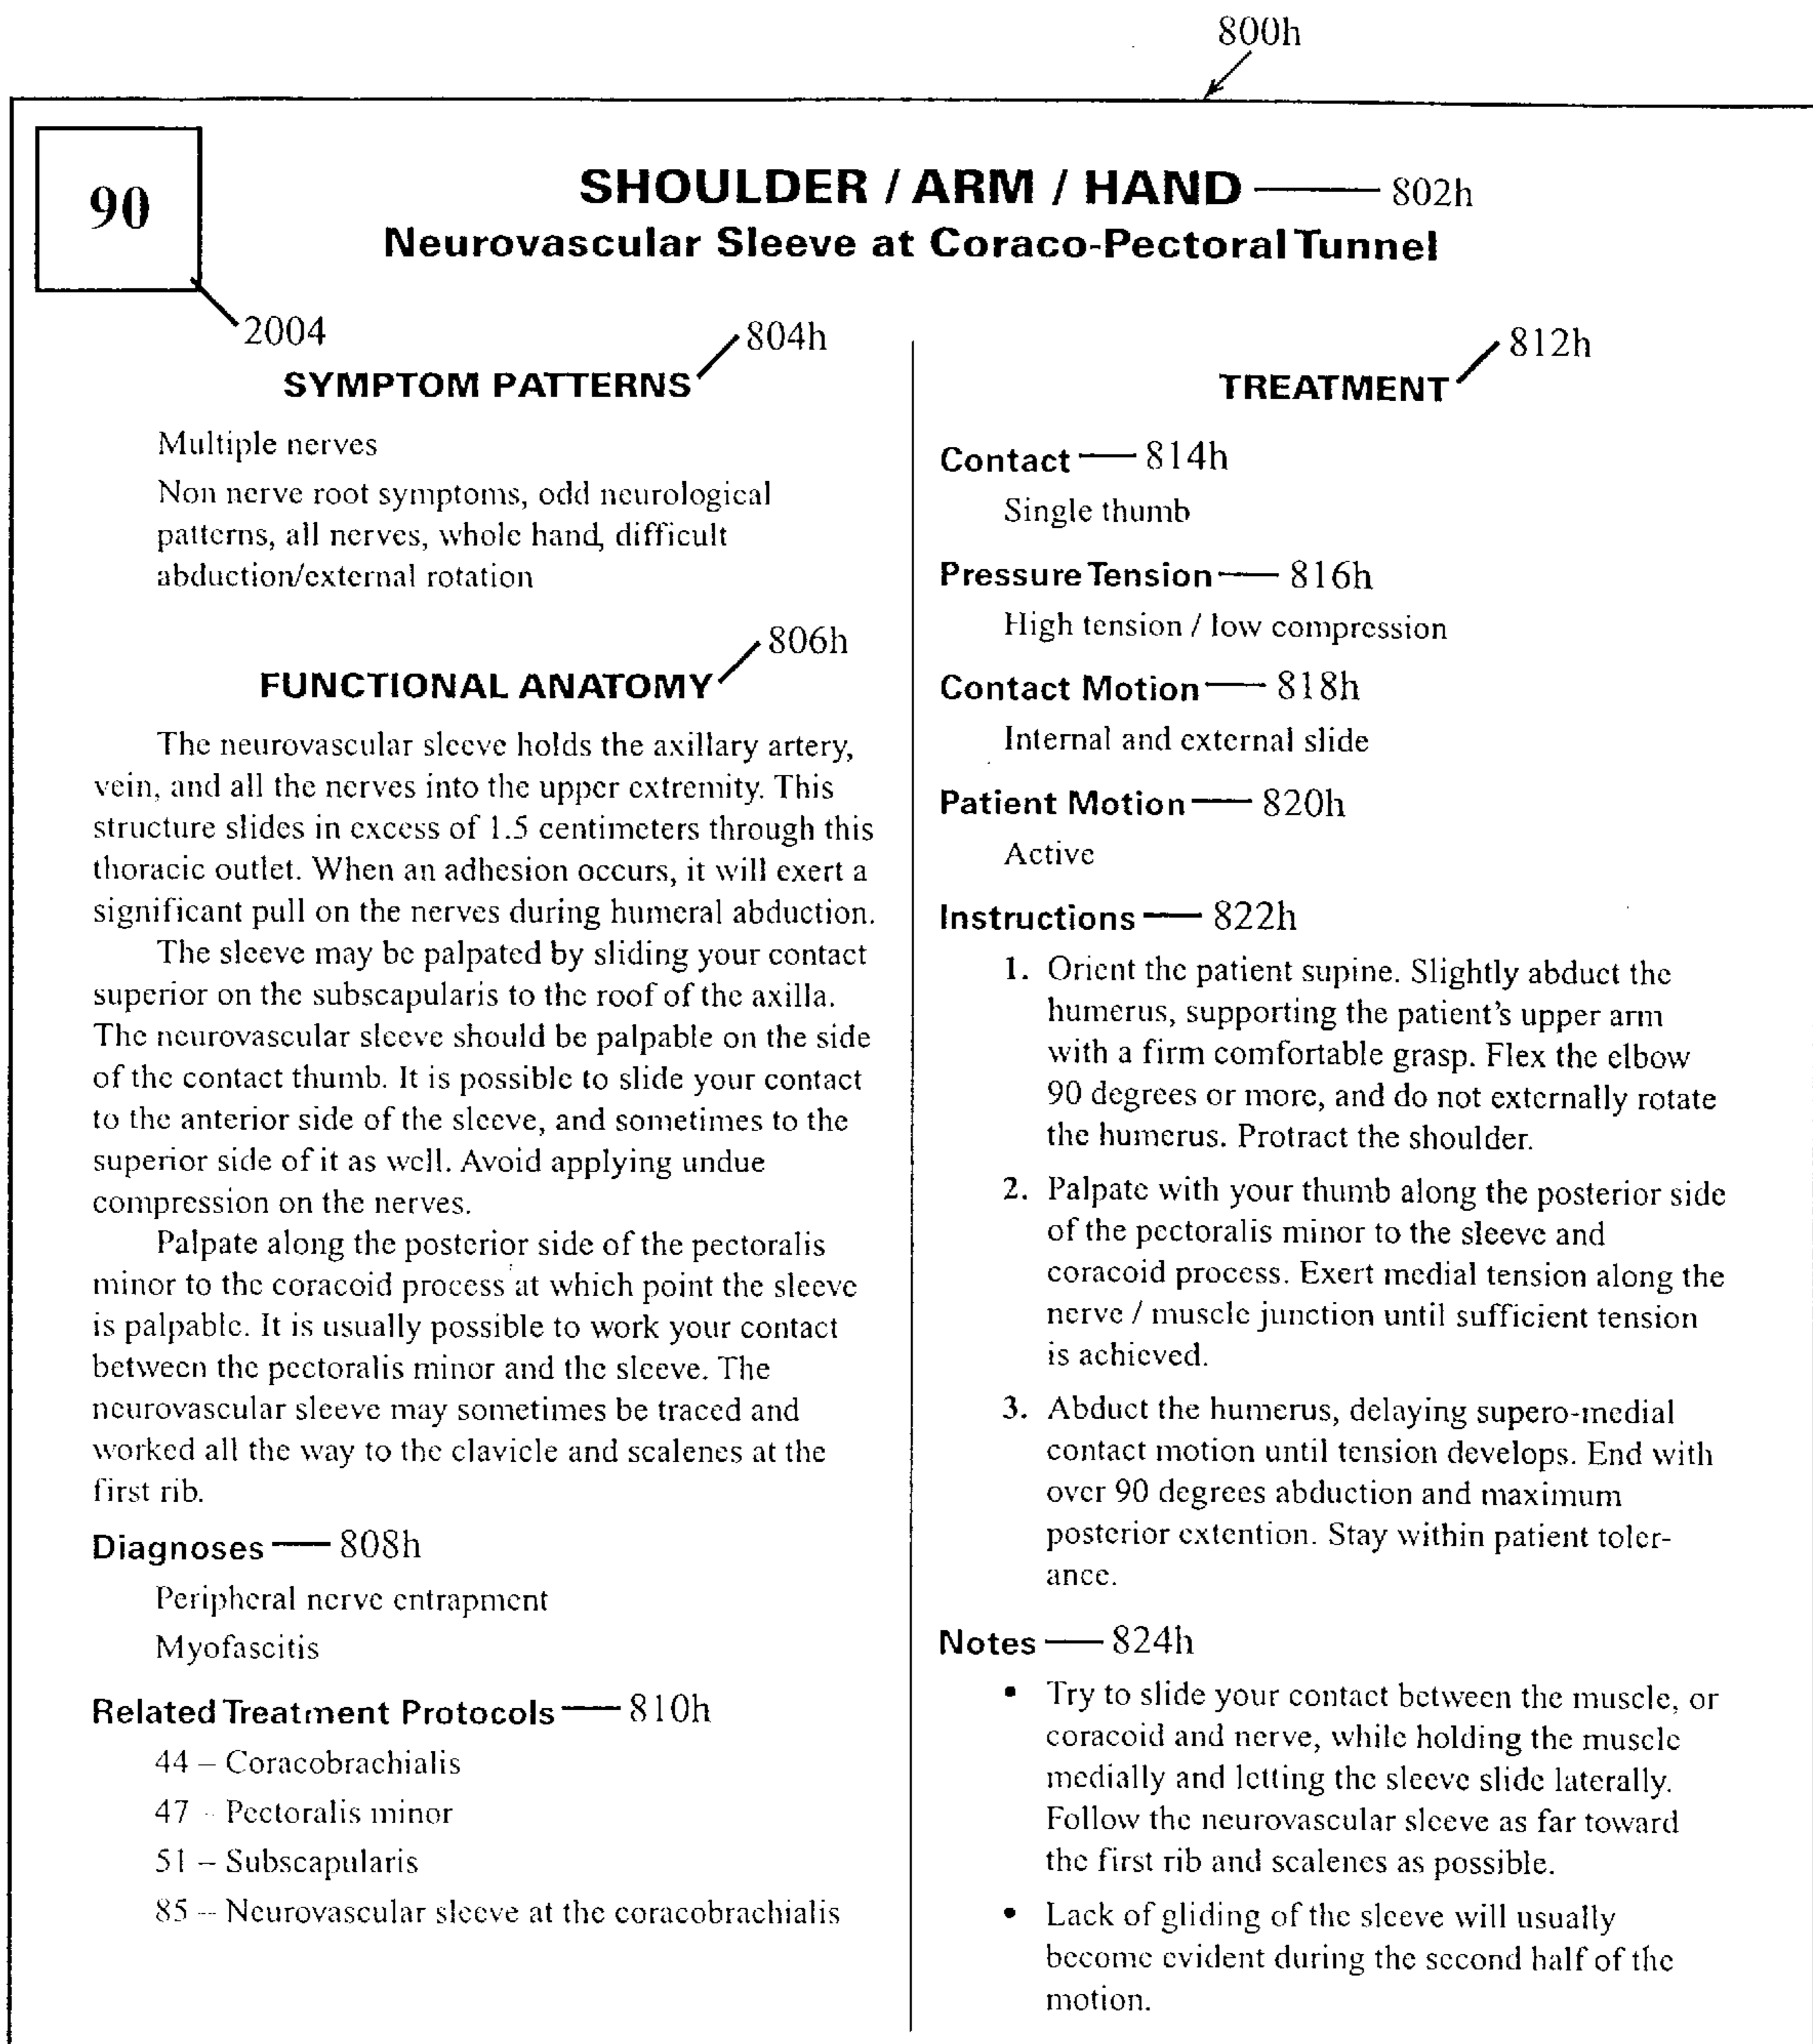 800h
90
SHOULDER / ARM / HAND — 802h
Neurovascular Sleeve at Coraco-Pectoral Tunnel
2004
804h
SYMPTOM PATTERNS
Multiple nerves
Non nerve root symptoms, odd neurological
patterns, all nerves, whole hand, difficult
abduction/external rotation
806h
FUNCTIONAL ANATOMY
The neurovascular sleeve holds the axillary artery,
vein, and all the nerves into the upper extremity. This
structure slides in excess of 1.5 centimeters through this
thoracic outlet. When an adhesion occurs, it will exert a
significant pull on the nerves during humeral abduction.
The sleeve may be palpated by sliding your contact
superior on the subscapularis to the roof of the axilla.
The neurovascular sleeve should be palpable on the side
of the contact thumb. It is possible to slide your contact
to the anterior side of the sleeve, and sometimes to the
superior side of it as well. Avoid applying undue
compression on the nerves.
Palpate along the posterior side of the pectoralis
minor to the coracoid process at which point the sleeve
is palpable. It is usually possible to work your contact
between the pectoralis minor and the sleeve. The
neurovascular sleeve may sometimes be traced and
worked all the way to the clavicle and scalenes at the
first rib.
Diagnoses — 808h
Peripheral nerve entrapment
Myofascitis
Related Treatment Protocols — 810h
44 – Coracobrachialis
47 – Pectoralis minor
51 – Subscapularis
85 – Neurovascular sleeve at the coracobrachialis
812h
TREATMENT
Contact — 814h
Single thumb
Pressure Tension — 816h
High tension / low compression
Contact Motion — 818h
Internal and external slide
Patient Motion — 820h
Active
Instructions — 822h
1. Orient the patient supine. Slightly abduct the
humerus, supporting the patient's upper arm
with a firm comfortable grasp. Flex the elbow
90 degrees or more, and do not externally rotate
the humerus. Protract the shoulder.
2. Palpate with your thumb along the posterior side
of the pectoralis minor to the sleeve and
coracoid process. Exert medial tension along the
nerve / muscle junction until sufficient tension
is achieved.
3. Abduct the humerus, delaying supero-medial
contact motion until tension develops. End with
over 90 degrees abduction and maximum
posterior extention. Stay within patient toler-
ance.
Notes — 824h
• Try to slide your contact between the muscle, or
coracoid and nerve, while holding the muscle
medially and letting the sleeve slide laterally.
Follow the neurovascular sleeve as far toward
the first rib and scalenes as possible.
• Lack of gliding of the sleeve will usually
become evident during the second half of the
motion.